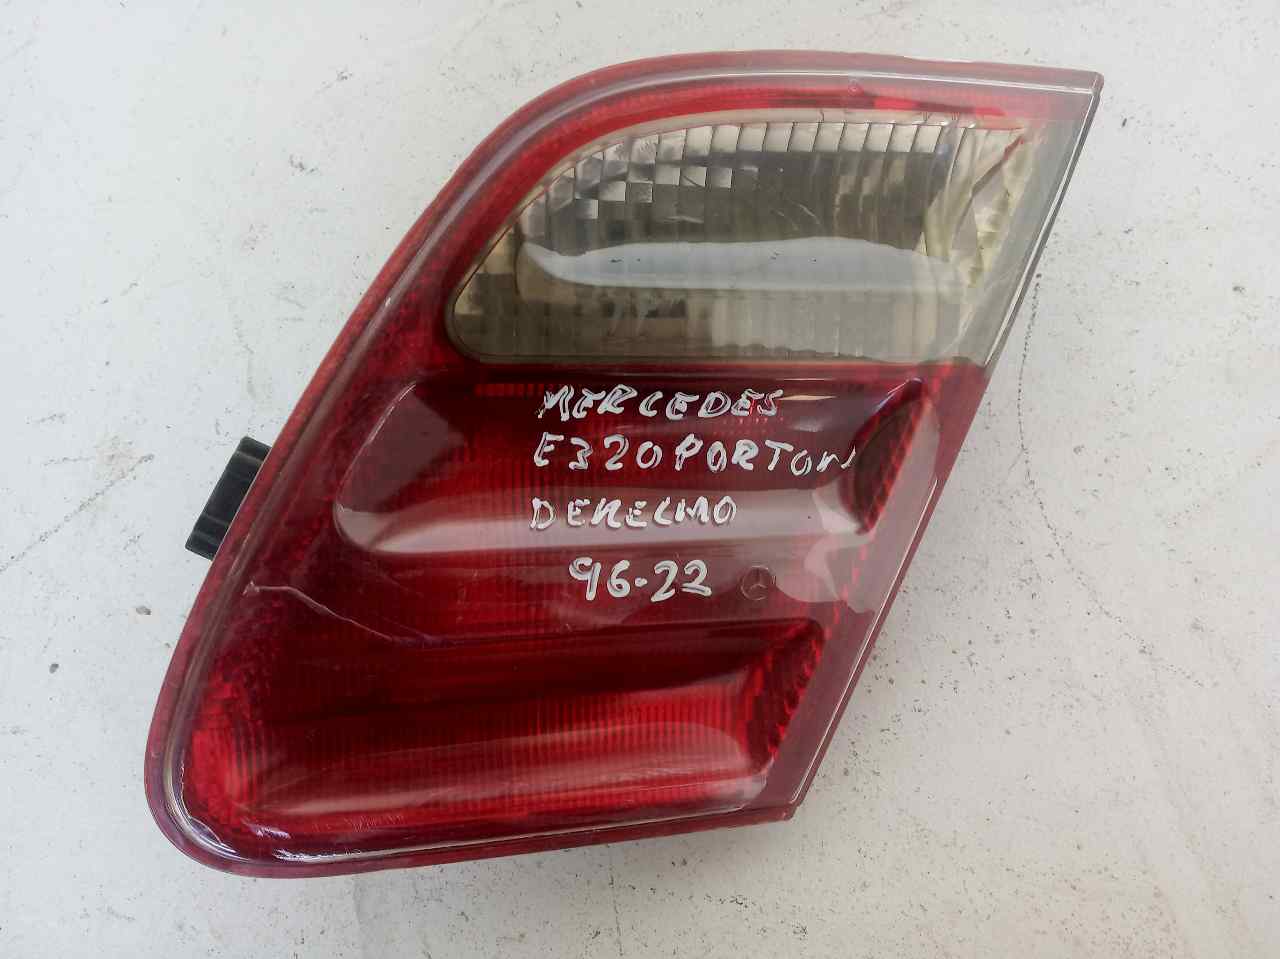 MERCEDES
E320 PORTON
DERECHO
96-22